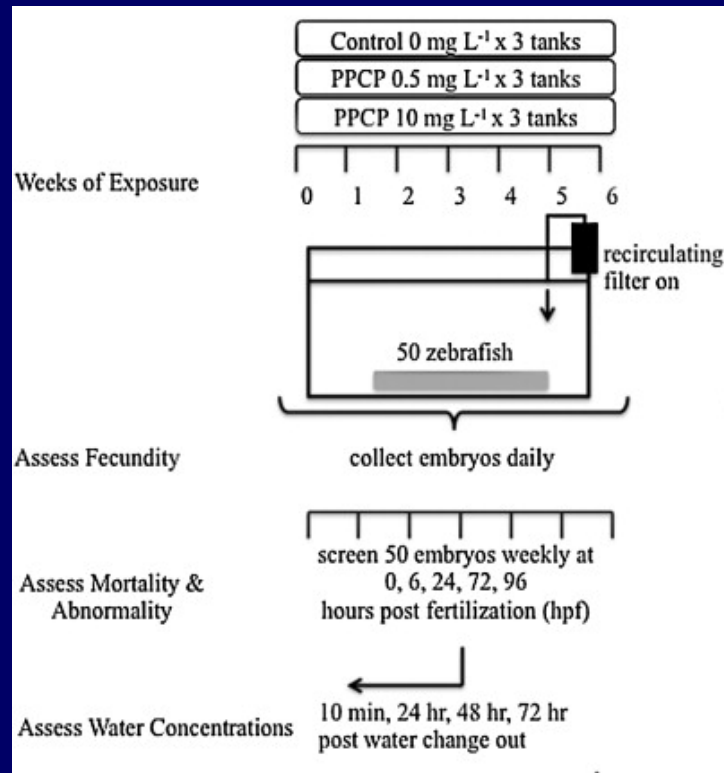 Control 0 mg L⁻¹ x 3 tanks
PPCP 0.5 mg L⁻¹ x 3 tanks
PPCP 10 mg L⁻¹ x 3 tanks
Weeks of Exposure
0 1 2 3 4 5 6
recirculating
filter on
50 zebrafish
Assess Fecundity
collect embryos daily
screen 50 embryos weekly at
0, 6, 24, 72, 96
hours post fertilization (hpf)
Assess Mortality &
Abnormality
10 min, 24 hr, 48 hr, 72 hr
post water change out
Assess Water Concentrations